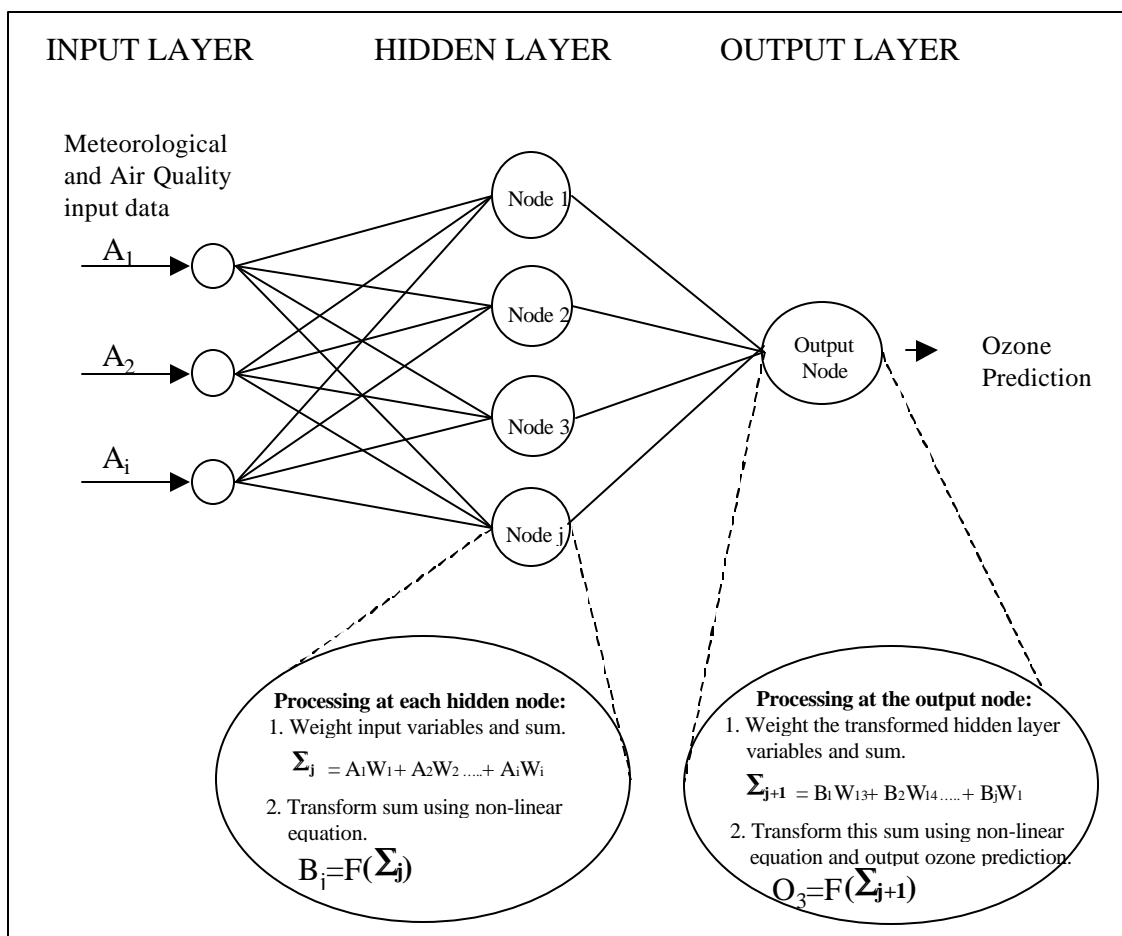 INPUT LAYER
HIDDEN LAYER
OUTPUT LAYER
Meteorological
and Air Quality
input data
A₁
A₂
Aᵢ
Node 1
Node 2
Node 3
Node j
Output
Node
Ozone
Prediction
Processing at each hidden node:
1. Weight input variables and sum.
Σⱼ = A₁W₁ + A₂W₂ ..... + AᵢWᵢ
2. Transform sum using non-linear
equation.
Bⱼ=F(Σⱼ)
Processing at the output node:
1. Weight the transformed hidden layer
variables and sum.
Σⱼ₊₁ = B₁W₁₃+ B₂W₁₄ ..... + BⱼW₁
2. Transform this sum using non-linear
equation and output ozone prediction.
O₃=F(Σⱼ₊₁)